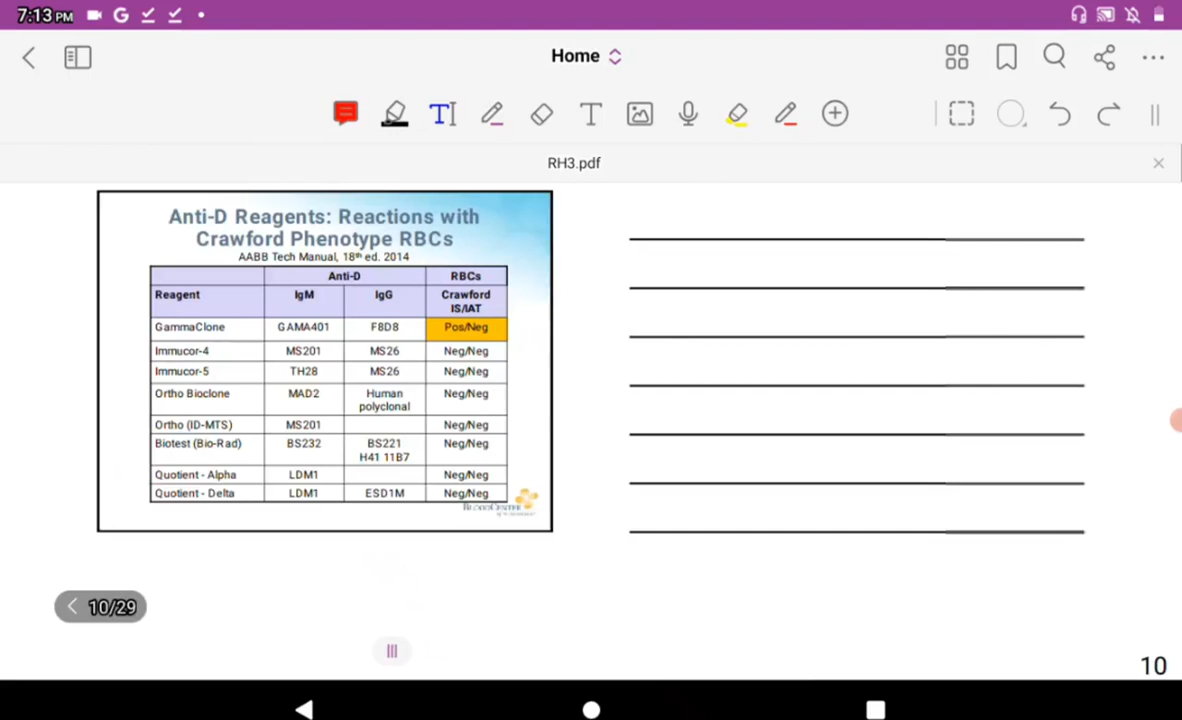 7:13 PM
Home
RH3.pdf
Anti-D Reagents: Reactions with
Crawford Phenotype RBCs
AABB Tech Manual, 18th ed. 2014
Anti-D RBCs
Reagent IgM IgG Crawford IS/IAT
GammaClone GAMA401 F8D8 Pos/Neg
Immucor-4 MS201 MS26 Neg/Neg
Immucor-5 TH28 MS26 Neg/Neg
Ortho Bioclone MAD2 Human polyclonal Neg/Neg
Ortho (ID-MTS) MS201 Neg/Neg
Biotest (Bio-Rad) BS232 BS221 H41 11B7 Neg/Neg
Quotient - Alpha LDM1 Neg/Neg
Quotient - Delta LDM1 ESD1M Neg/Neg
BloodCenter
10/29
10